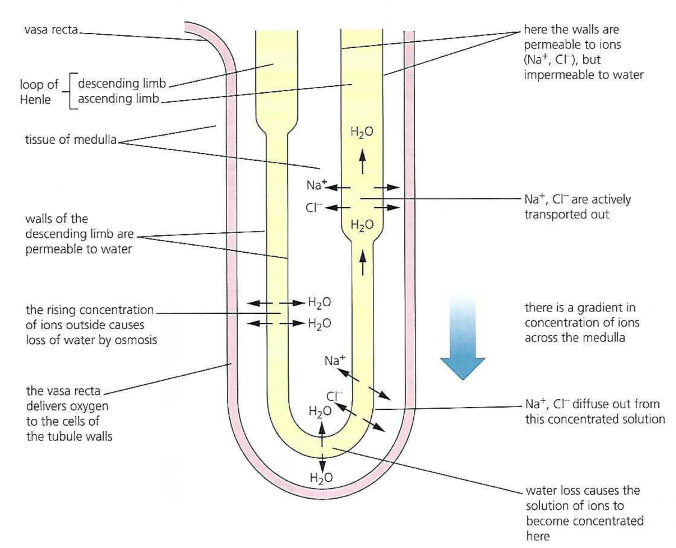 vasa recta
loop of
Henle
descending limb
ascending limb
tissue of medulla
walls of the
descending limb are
permeable to water
the rising concentration
of ions outside causes
loss of water by osmosis
the vasa recta
delivers oxygen
to the cells of
the tubule walls
H₂O
Na⁺
Cl⁻
H₂O
H₂O
H₂O
Na⁺
Cl⁻
H₂O
H₂O
here the walls are
permeable to ions
(Na⁺, Cl⁻), but
impermeable to water
Na⁺, Cl⁻ are actively
transported out
there is a gradient in
concentration of ions
across the medulla
Na⁺, Cl⁻ diffuse out from
this concentrated solution
water loss causes the
solution of ions to
become concentrated
here